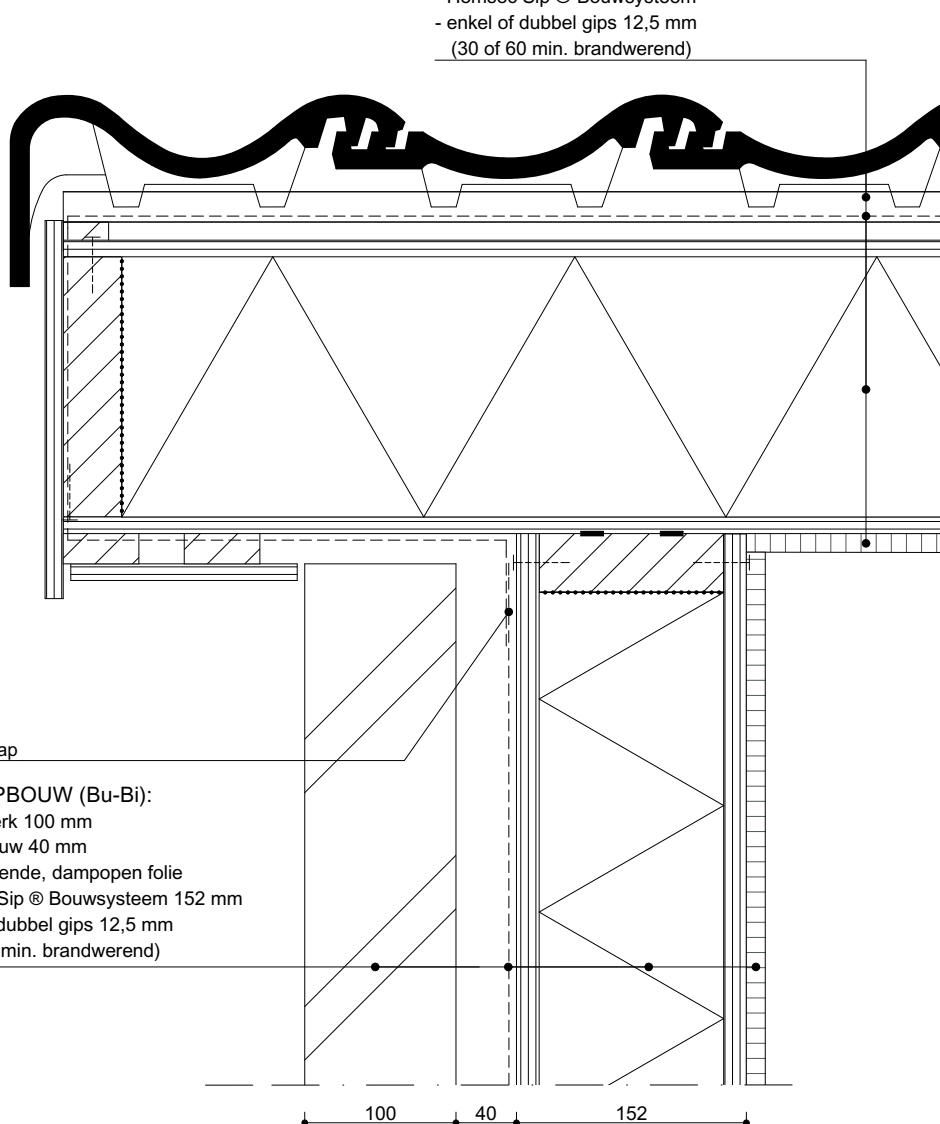 - enkel of dubbel gips 12,5 mm
(30 of 60 min. brandwerend)
ap
PBOUW (Bu-Bi):
rk 100 mm
uw 40 mm
ende, dampopen folie
Sip ® Bouwsysteem 152 mm
dubbel gips 12,5 mm
min. brandwerend)
100 40 152